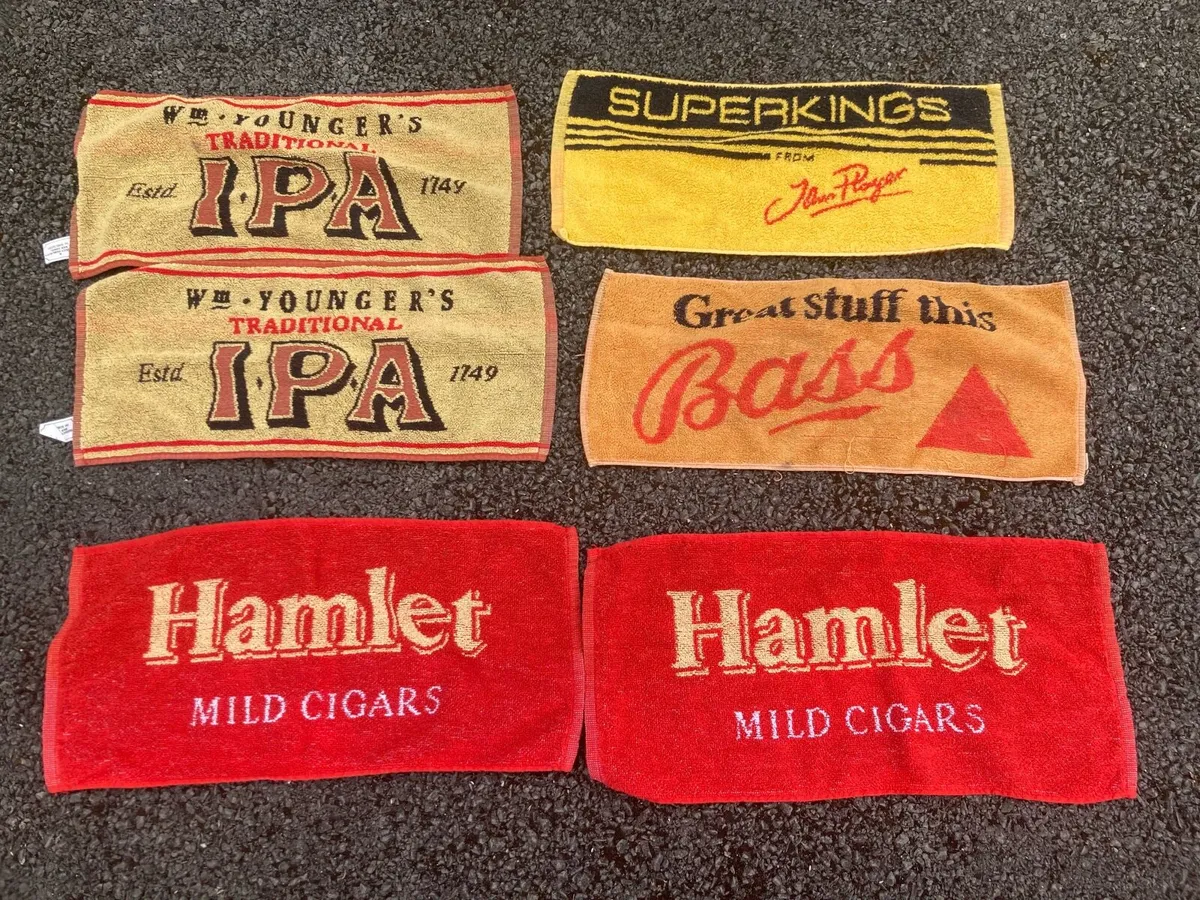 Wm · YOUNGER'S
TRADITIONAL
Estd I·P·A 1749
SUPERKINGS
FROM
John Player
Wm · YOUNGER'S
TRADITIONAL
Estd I·P·A 1749
Great stuff this
Bass
Hamlet
MILD CIGARS
Hamlet
MILD CIGARS